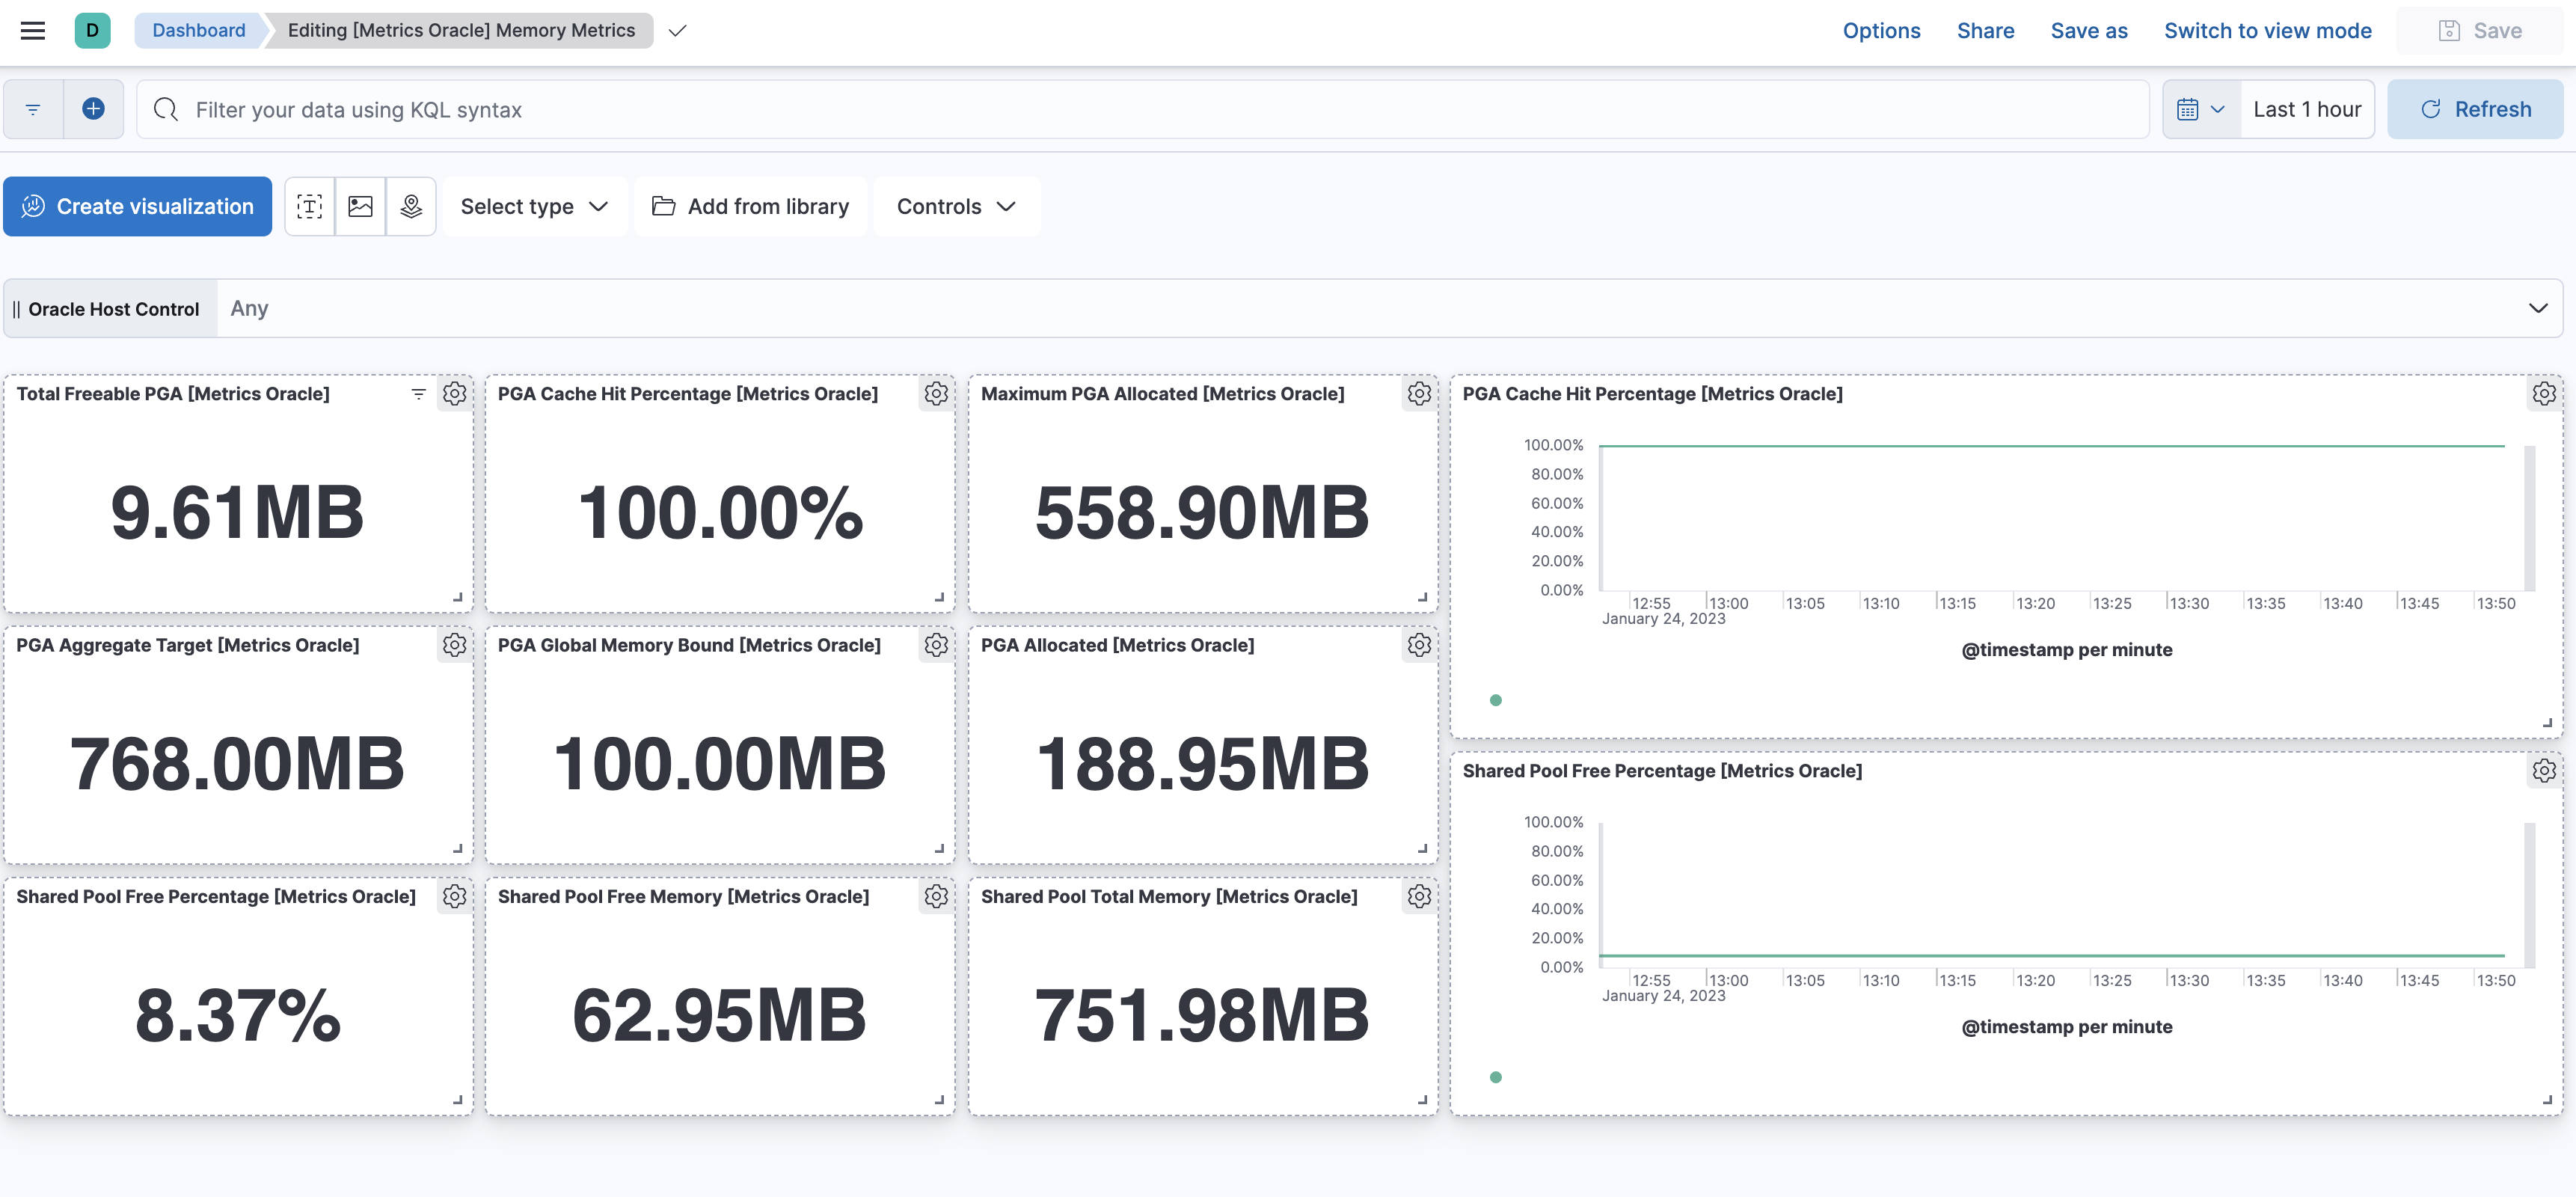 D
Dashboard
Editing [Metrics Oracle] Memory Metrics
Options
Share
Save as
Switch to view mode
Save
Filter your data using KQL syntax
Last 1 hour
Refresh
Create visualization
Select type
Add from library
Controls
Oracle Host Control
Any
Total Freeable PGA [Metrics Oracle]
9.61MB
PGA Cache Hit Percentage [Metrics Oracle]
100.00%
Maximum PGA Allocated [Metrics Oracle]
558.90MB
PGA Cache Hit Percentage [Metrics Oracle]
100.00%
80.00%
60.00%
40.00%
20.00%
0.00%
12:55 13:00 13:05 13:10 13:15 13:20 13:25 13:30 13:35 13:40 13:45 13:50
January 24, 2023
@timestamp per minute
PGA Aggregate Target [Metrics Oracle]
768.00MB
PGA Global Memory Bound [Metrics Oracle]
100.00MB
PGA Allocated [Metrics Oracle]
188.95MB
Shared Pool Free Percentage [Metrics Oracle]
100.00%
80.00%
60.00%
40.00%
20.00%
0.00%
12:55 13:00 13:05 13:10 13:15 13:20 13:25 13:30 13:35 13:40 13:45 13:50
January 24, 2023
@timestamp per minute
Shared Pool Free Percentage [Metrics Oracle]
8.37%
Shared Pool Free Memory [Metrics Oracle]
62.95MB
Shared Pool Total Memory [Metrics Oracle]
751.98MB